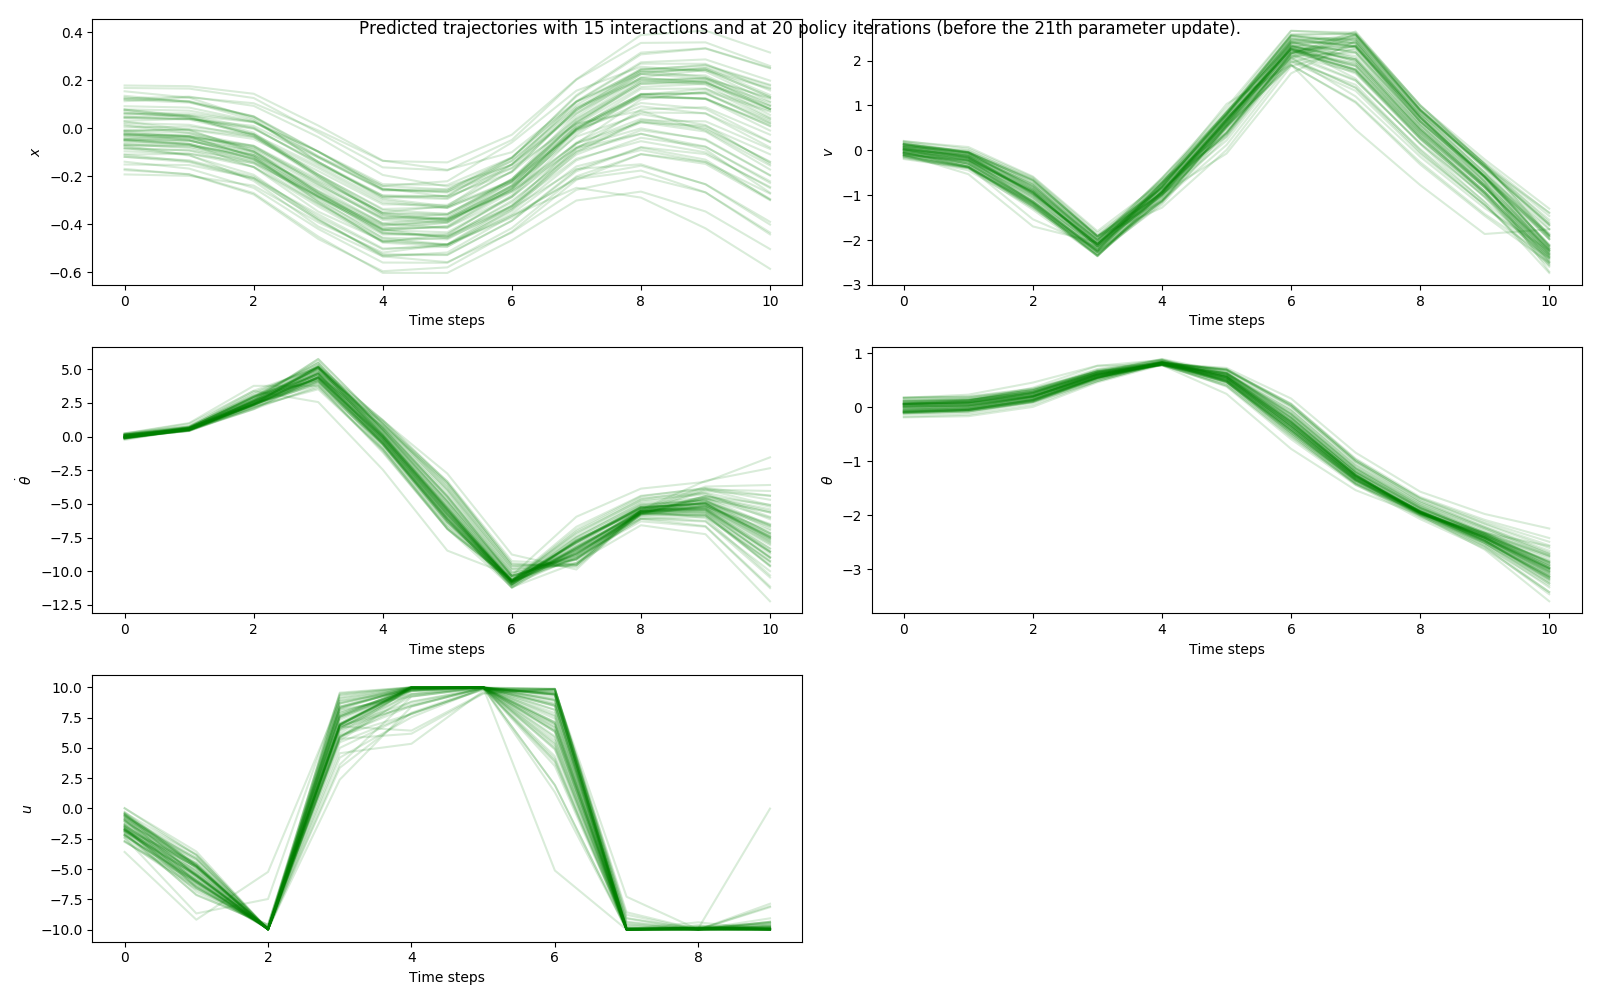 Predicted trajectories with 15 interactions and at 20 policy iterations (before the 21th parameter update).
0.4
0.2
0.0
−0.2
−0.4
−0.6
x
0 2 4 6 8 10
Time steps
2
1
0
−1
−2
−3
v
0 2 4 6 8 10
Time steps
5.0
2.5
0.0
−2.5
−5.0
−7.5
−10.0
−12.5
θ̇
0 2 4 6 8 10
Time steps
1
0
−1
−2
−3
θ
0 2 4 6 8 10
Time steps
10.0
7.5
5.0
2.5
0.0
−2.5
−5.0
−7.5
−10.0
u
0 2 4 6 8
Time steps